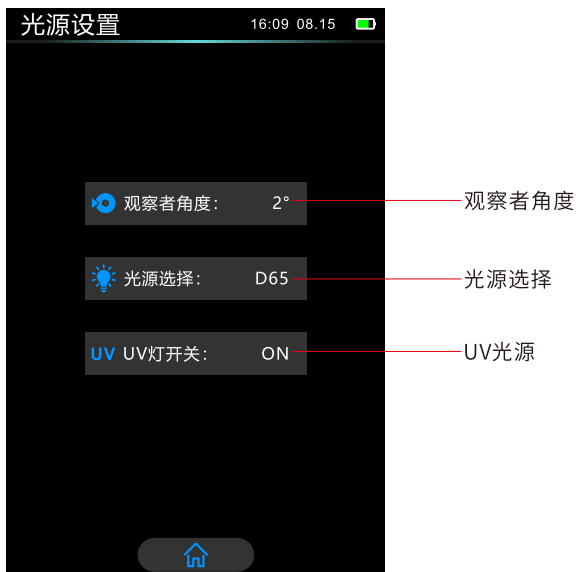 光源设置 16:09 08.15
观察者角度: 2° 观察者角度
光源选择: D65 光源选择
UV UV灯开关: ON UV光源